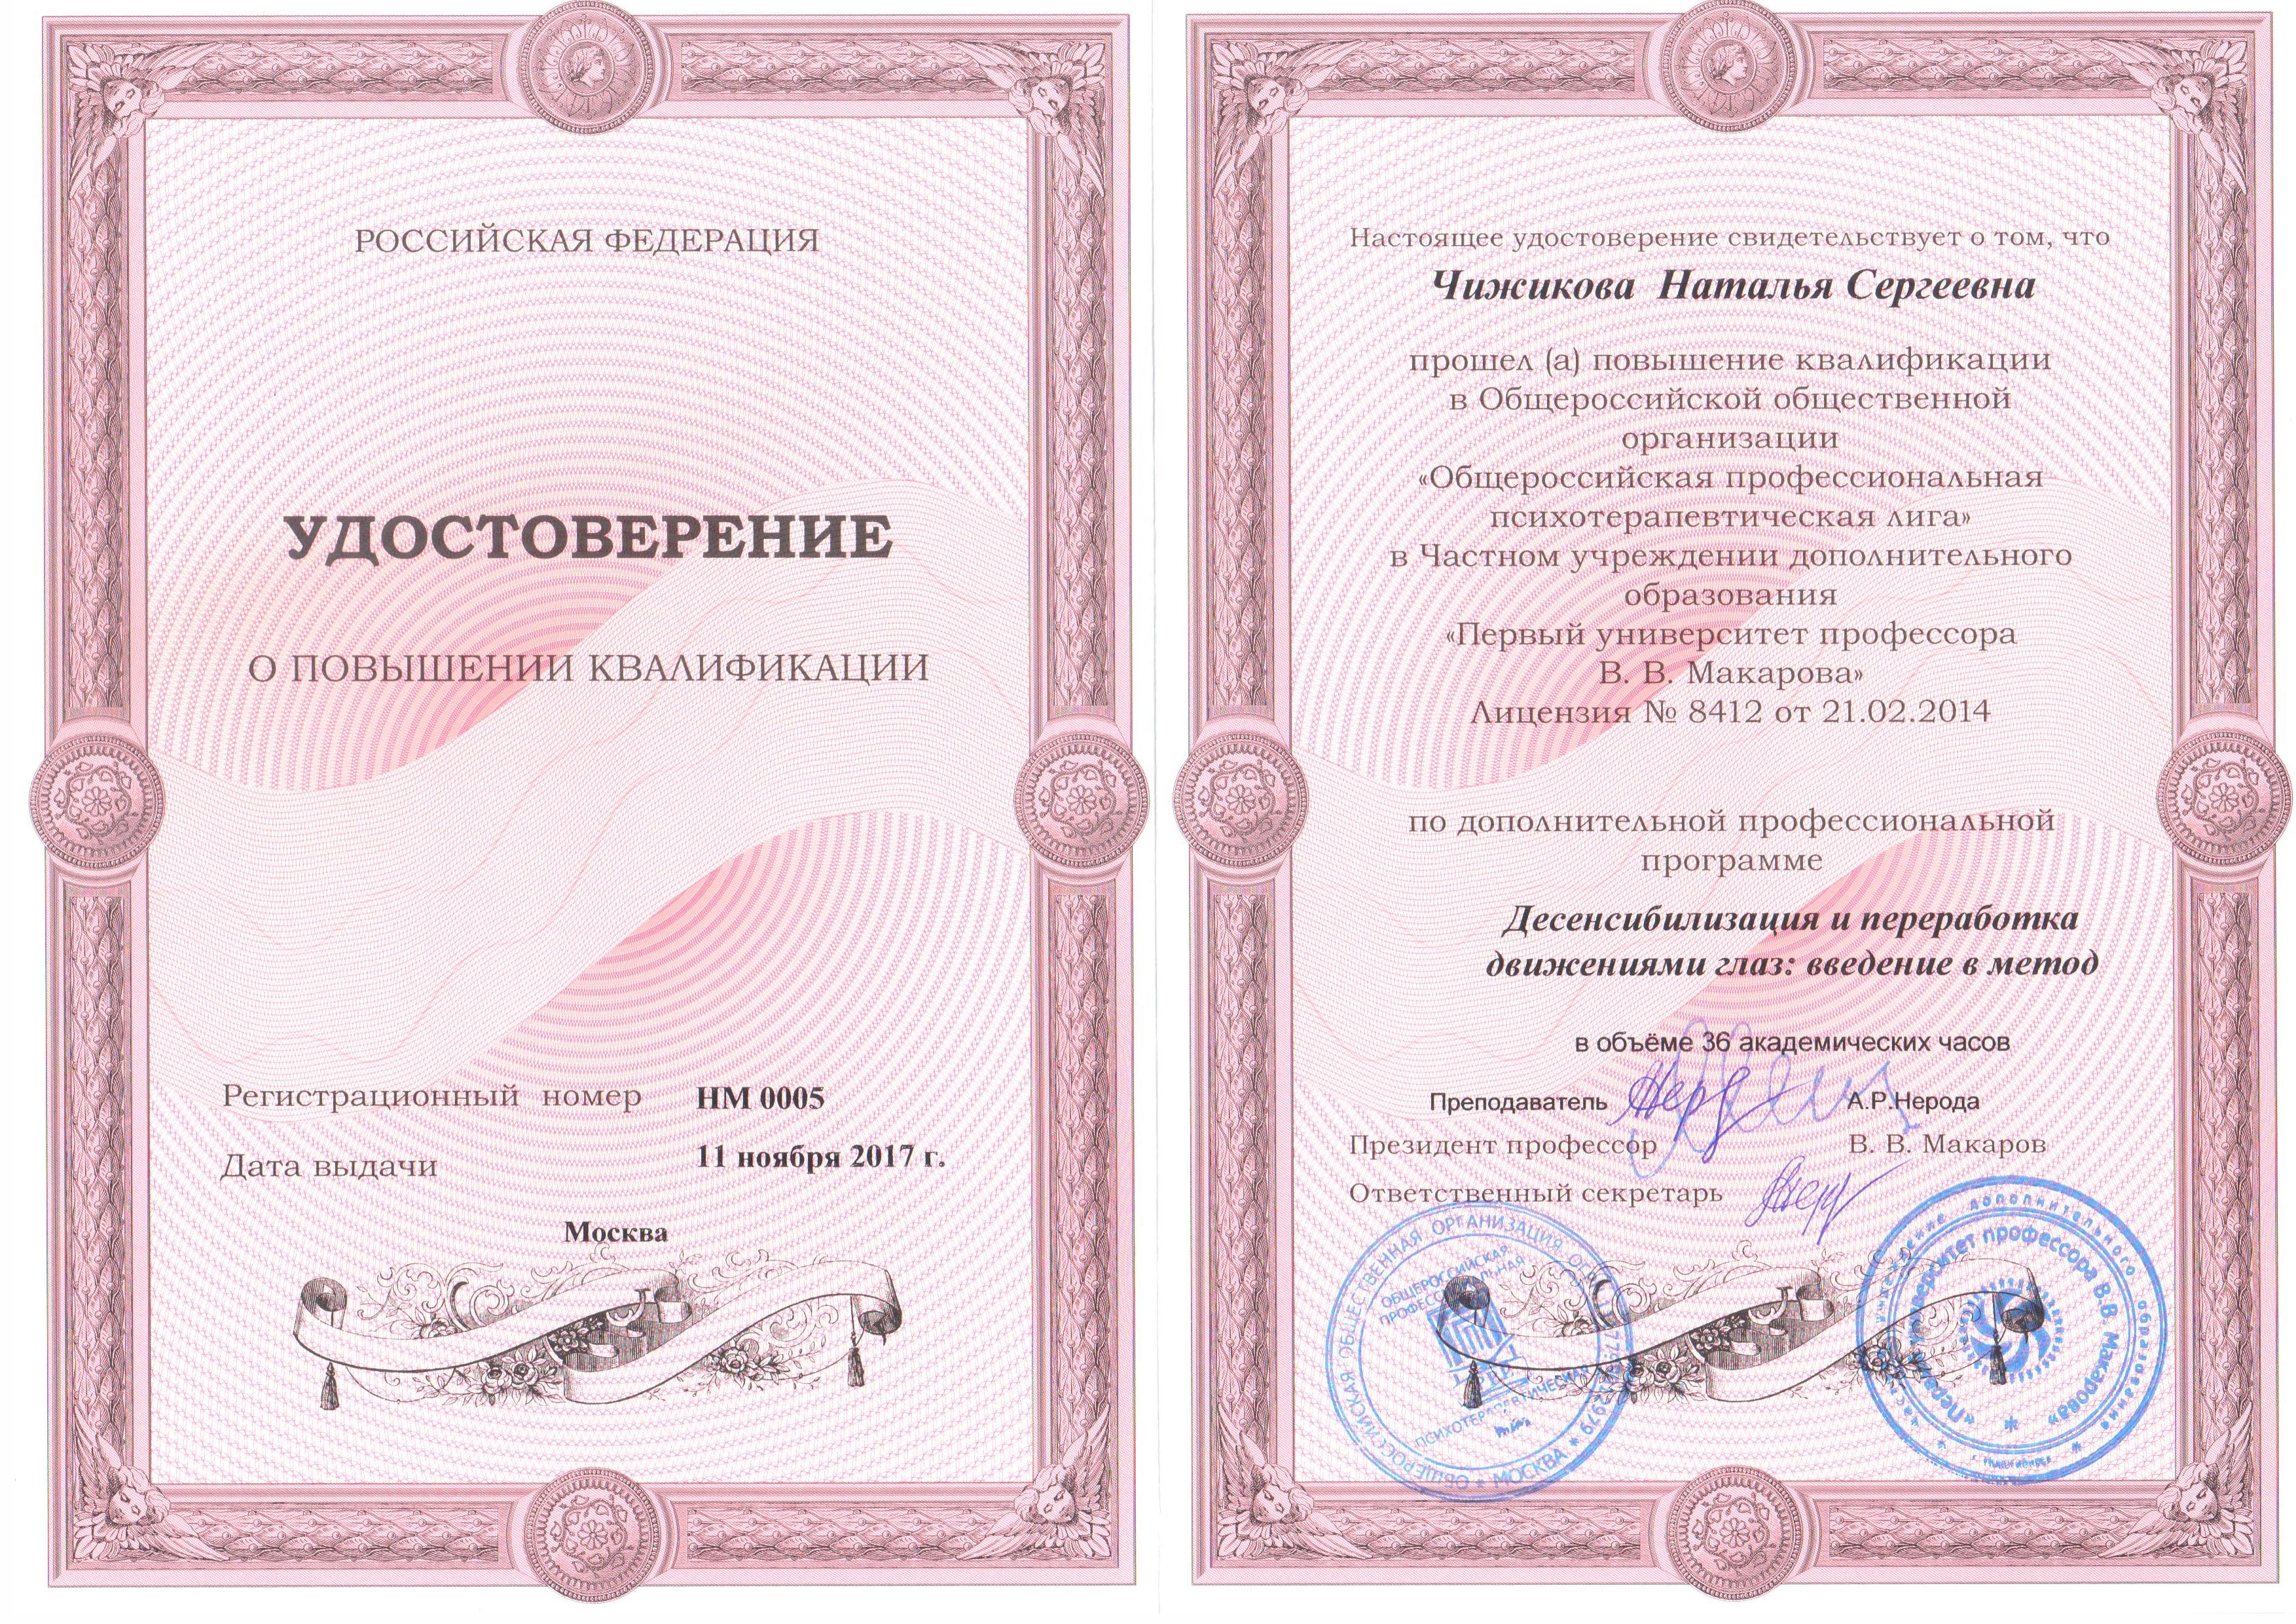 РОССИЙСКАЯ ФЕДЕРАЦИЯ
УДОСТОВЕРЕНИЕ
О ПОВЫШЕНИИ КВАЛИФИКАЦИИ
Регистрационный номер НМ 0005
Дата выдачи 11 ноября 2017 г.
Москва
Настоящее удостоверение свидетельствует о том, что
Чижикова Наталья Сергеевна
прошел (а) повышение квалификации
в Общероссийской общественной
организации
«Общероссийская профессиональная
психотерапевтическая лига»
в Частном учреждении дополнительного
образования
«Первый университет профессора
В. В. Макарова»
Лицензия № 8412 от 21.02.2014
по дополнительной профессиональной
программе
Десенсибилизация и переработка
движениями глаз: введение в метод
в объёме 36 академических часов
Преподаватель А.Р.Нерода
Президент профессор В. В. Макаров
Ответственный секретарь
ОБЩЕРОССИЙСКАЯ ОБЩЕСТВЕННАЯ ОРГАНИЗАЦИЯ
МОСКВА
ОБЩЕРОССИЙСКАЯ
ПСИХОТЕРАПЕВТИЧЕСКАЯ
дополнительного образования
университет профессора В.В. Макарова»